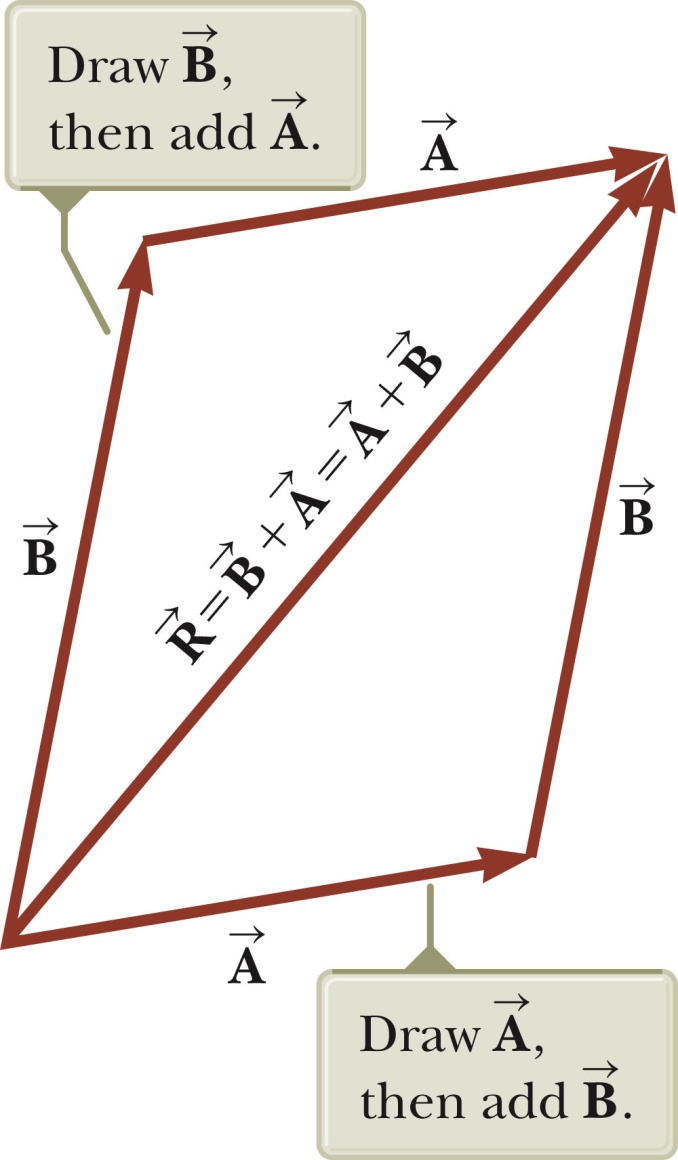 Draw B⃗,
then add A⃗.
A⃗
B⃗
R⃗ = B⃗ + A⃗ = A⃗ + B⃗
B⃗
A⃗
Draw A⃗,
then add B⃗.